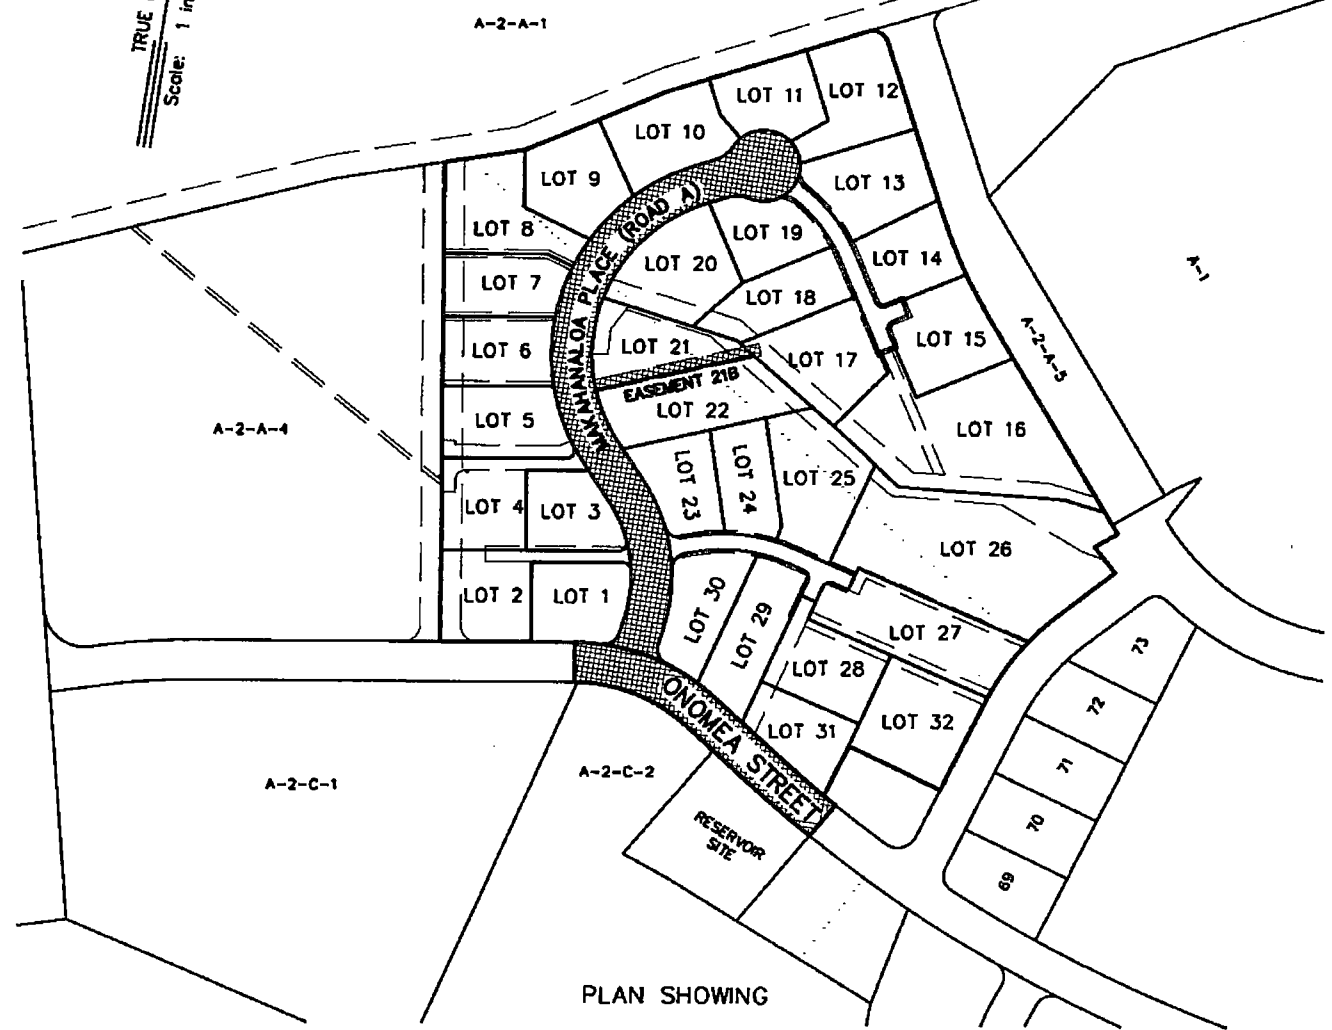 TRUE
Scale: 1 in
A-2-A-1
LOT 11
LOT 12
LOT 10
LOT 9
LOT 13
LOT 8
LOT 19
LOT 14
LOT 20
LOT 7
LOT 18
A-1
MAKAHANALOA PLACE (ROAD A)
LOT 6
LOT 21
LOT 17
LOT 15
A-2-A-5
EASEMENT 21B
LOT 5
LOT 22
A-2-A-4
LOT 16
LOT 23
LOT 24
LOT 25
LOT 4
LOT 3
LOT 26
LOT 2
LOT 1
LOT 30
LOT 29
LOT 27
LOT 28
73
72
71
70
69
LOT 31
LOT 32
ONOMEA STREET
A-2-C-1
A-2-C-2
RESERVOIR
SITE
PLAN SHOWING